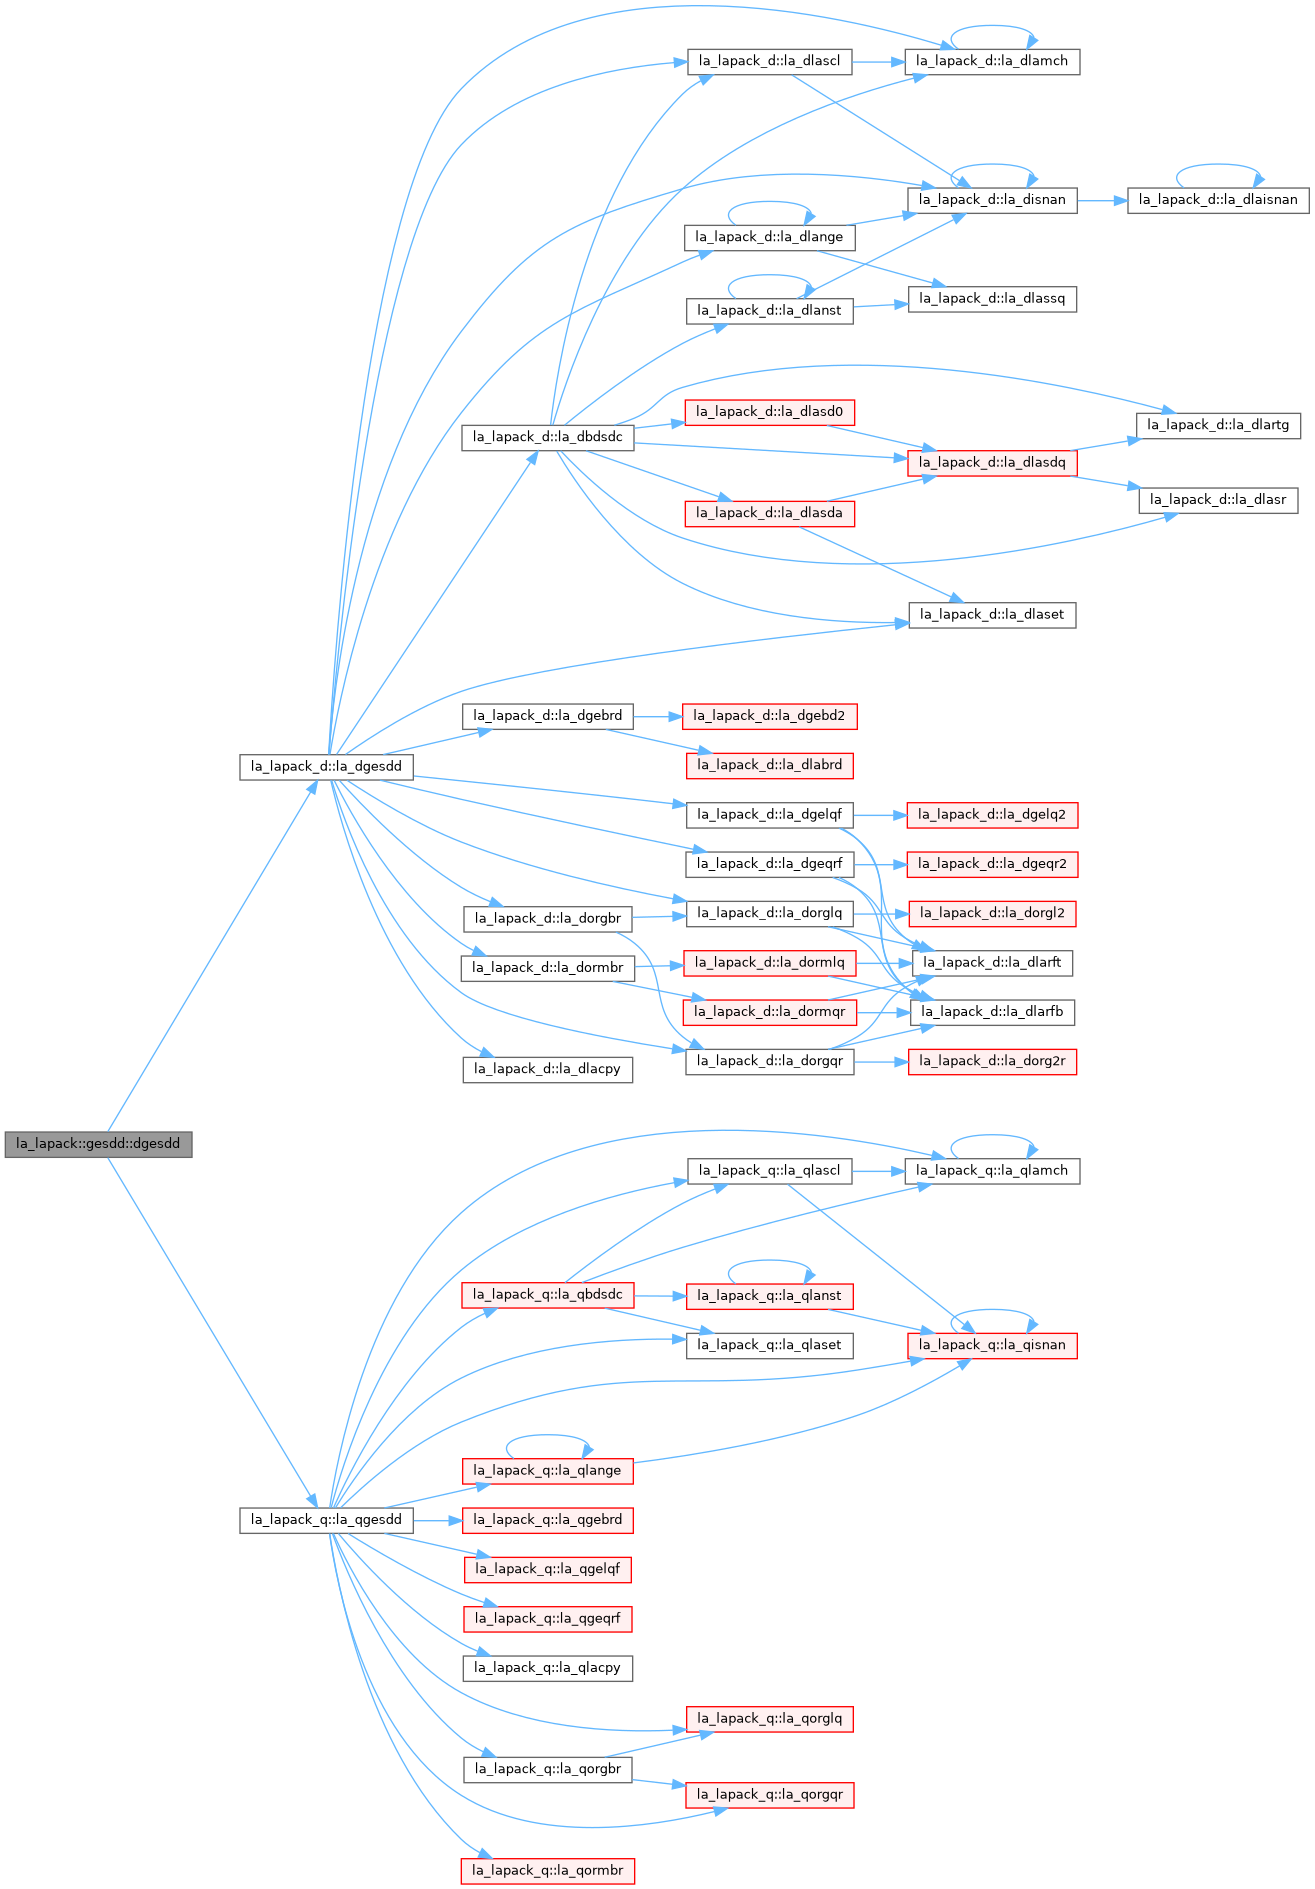 la_lapack_d::la_dlascl
la_lapack_d::la_dlamch
la_lapack_d::la_disnan
la_lapack_d::la_dlaisnan
la_lapack_d::la_dlange
la_lapack_d::la_dlassq
la_lapack_d::la_dlanst
la_lapack_d::la_dlasd0
la_lapack_d::la_dlartg
la_lapack_d::la_dbdsdc
la_lapack_d::la_dlasdq
la_lapack_d::la_dlasr
la_lapack_d::la_dlasda
la_lapack_d::la_dlaset
la_lapack_d::la_dgebrd
la_lapack_d::la_dgebd2
la_lapack_d::la_dgesdd
la_lapack_d::la_dlabrd
la_lapack_d::la_dgelqf
la_lapack_d::la_dgelq2
la_lapack_d::la_dgeqrf
la_lapack_d::la_dgeqr2
la_lapack_d::la_dorgbr
la_lapack_d::la_dorglq
la_lapack_d::la_dorgl2
la_lapack_d::la_dormbr
la_lapack_d::la_dormlq
la_lapack_d::la_dlarft
la_lapack_d::la_dormqr
la_lapack_d::la_dlarfb
la_lapack_d::la_dlacpy
la_lapack_d::la_dorgqr
la_lapack_d::la_dorg2r
la_lapack::gesdd::dgesdd
la_lapack_q::la_qlascl
la_lapack_q::la_qlamch
la_lapack_q::la_qbdsdc
la_lapack_q::la_qlanst
la_lapack_q::la_qlaset
la_lapack_q::la_qisnan
la_lapack_q::la_qlange
la_lapack_q::la_qgesdd
la_lapack_q::la_qgebrd
la_lapack_q::la_qgelqf
la_lapack_q::la_qgeqrf
la_lapack_q::la_qlacpy
la_lapack_q::la_qorglq
la_lapack_q::la_qorgbr
la_lapack_q::la_qorgqr
la_lapack_q::la_qormbr